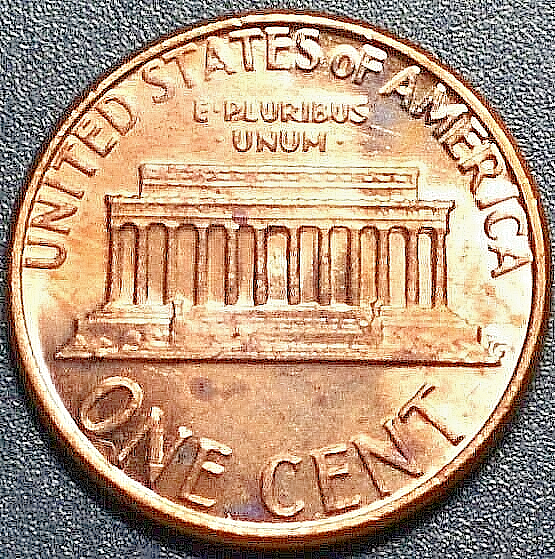 UNITED STATES OF AMERICA
E·PLURIBUS
·UNUM·
ONE CENT